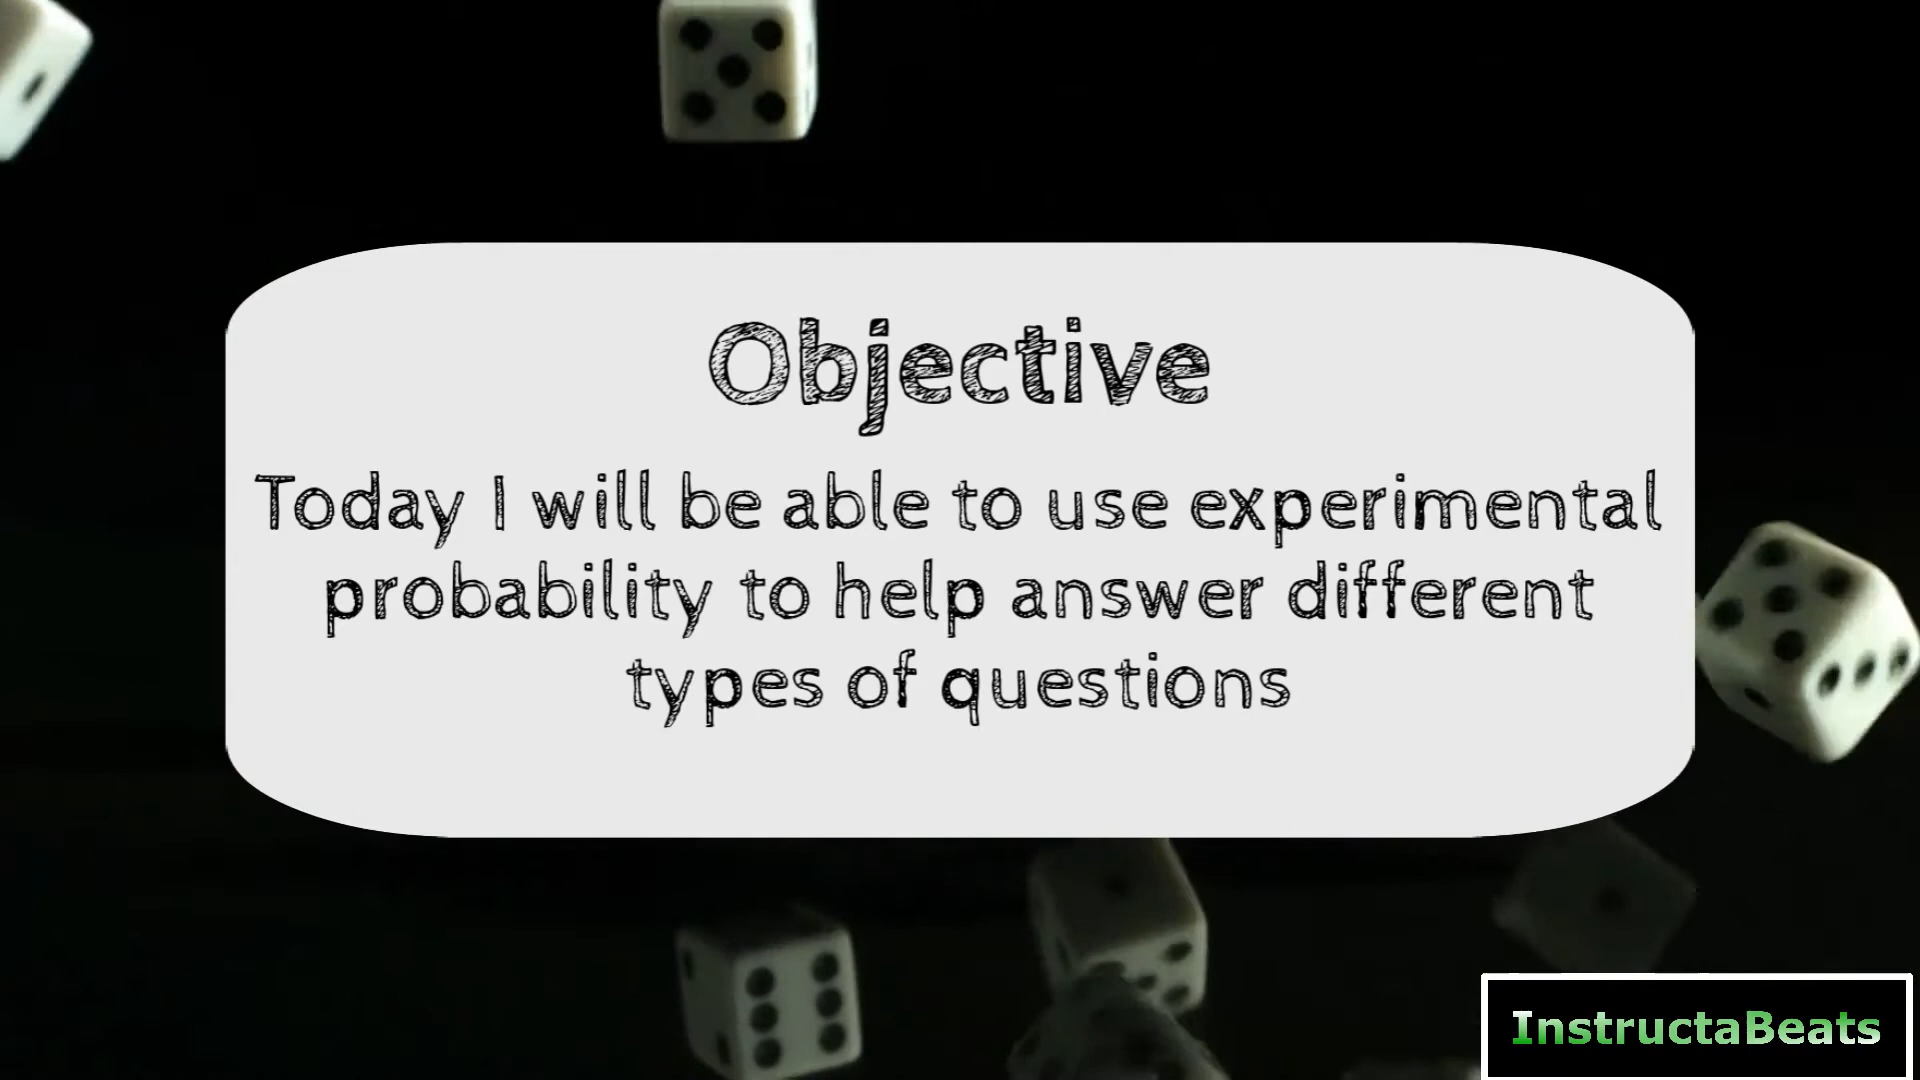 Objective
Today I will be able to use experimental
probability to help answer different
types of questions
InstructaBeats